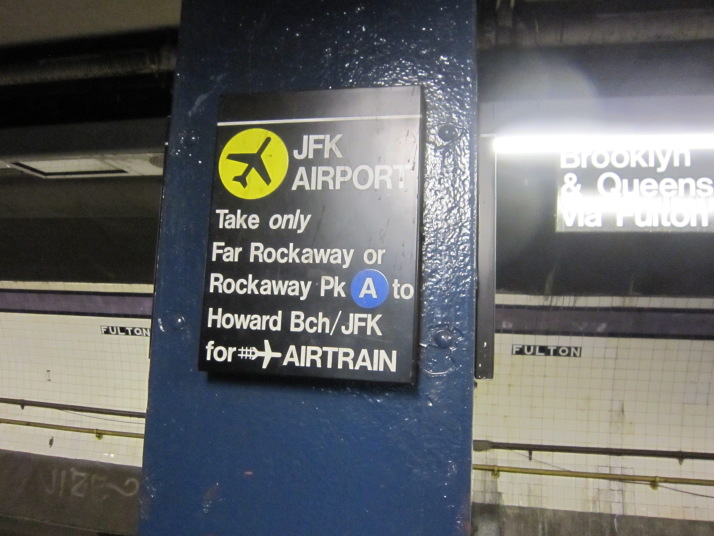 JFK
AIRPORT
Take only
Far Rockaway or
Rockaway Pk A to
Howard Bch/JFK
for AIRTRAIN
Brooklyn
& Queens
via Fulton
FULTON
FULTON